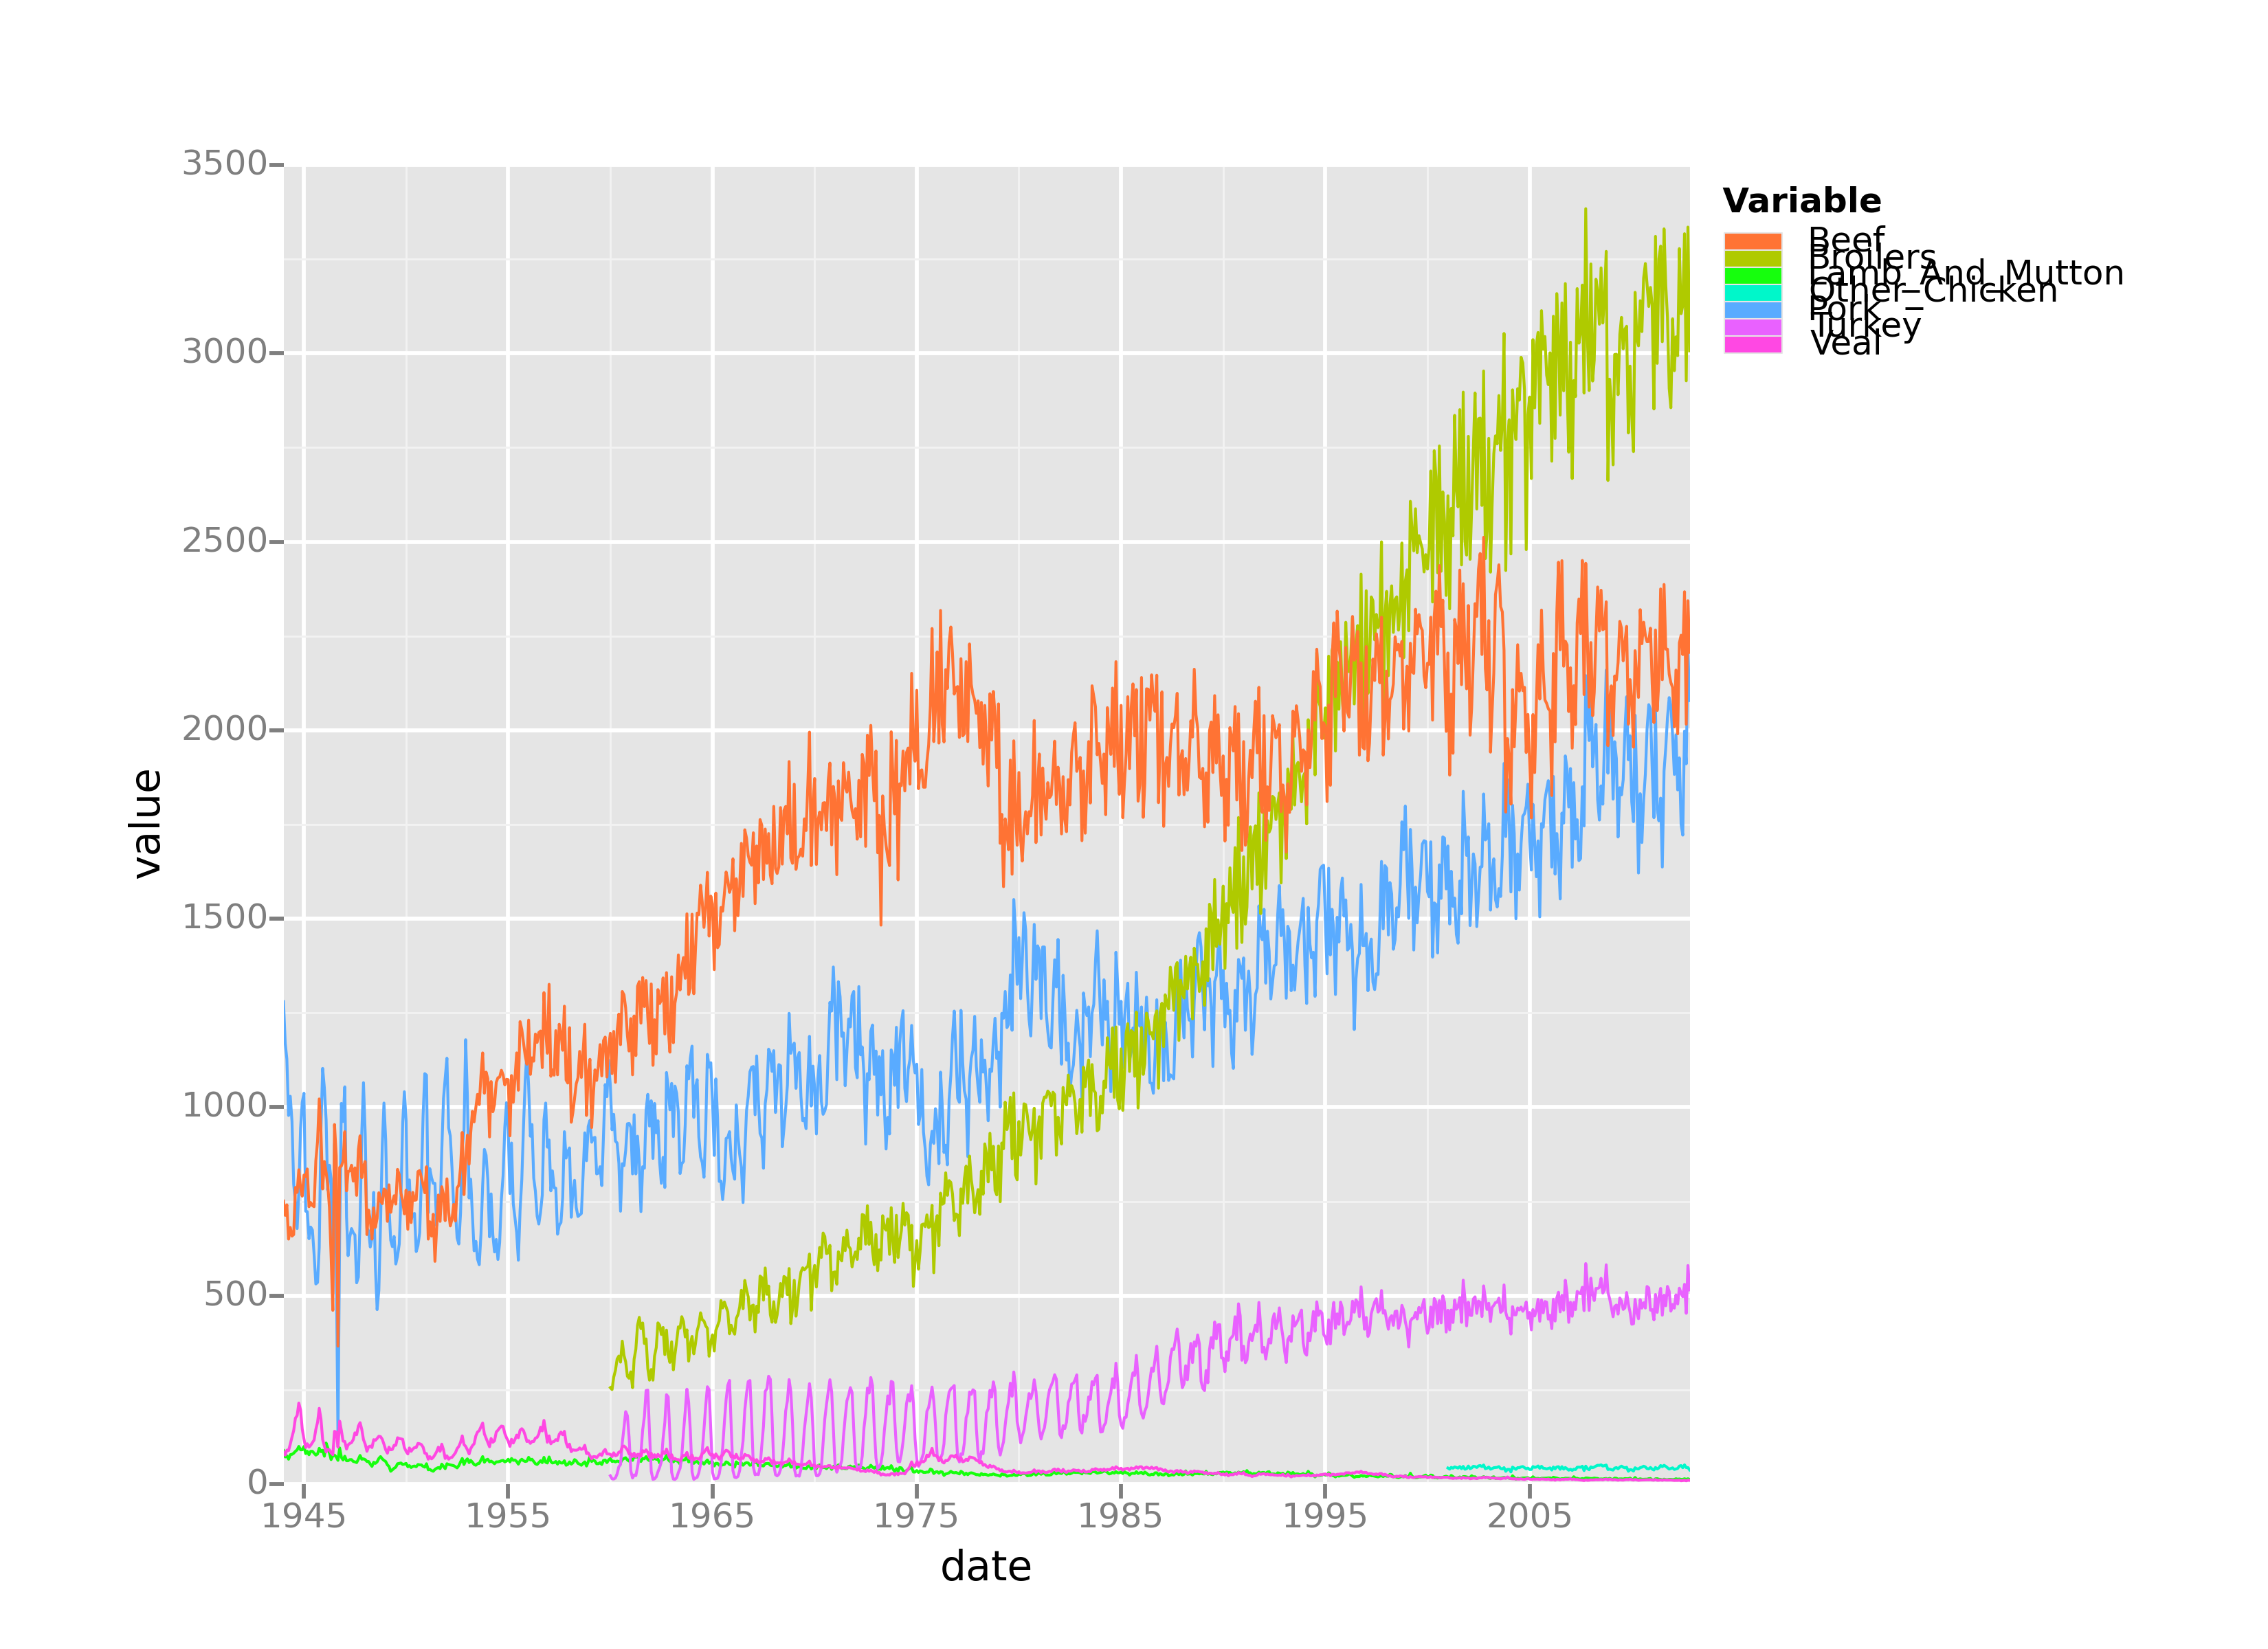 3500
3000
2500
2000
1500
1000
500
0
value
1945
1955
1965
1975
1985
1995
2005
date
Variable
Beef
Broilers
Lamb_And_Mutton
Other_Chicken
Pork
Turkey
Veal